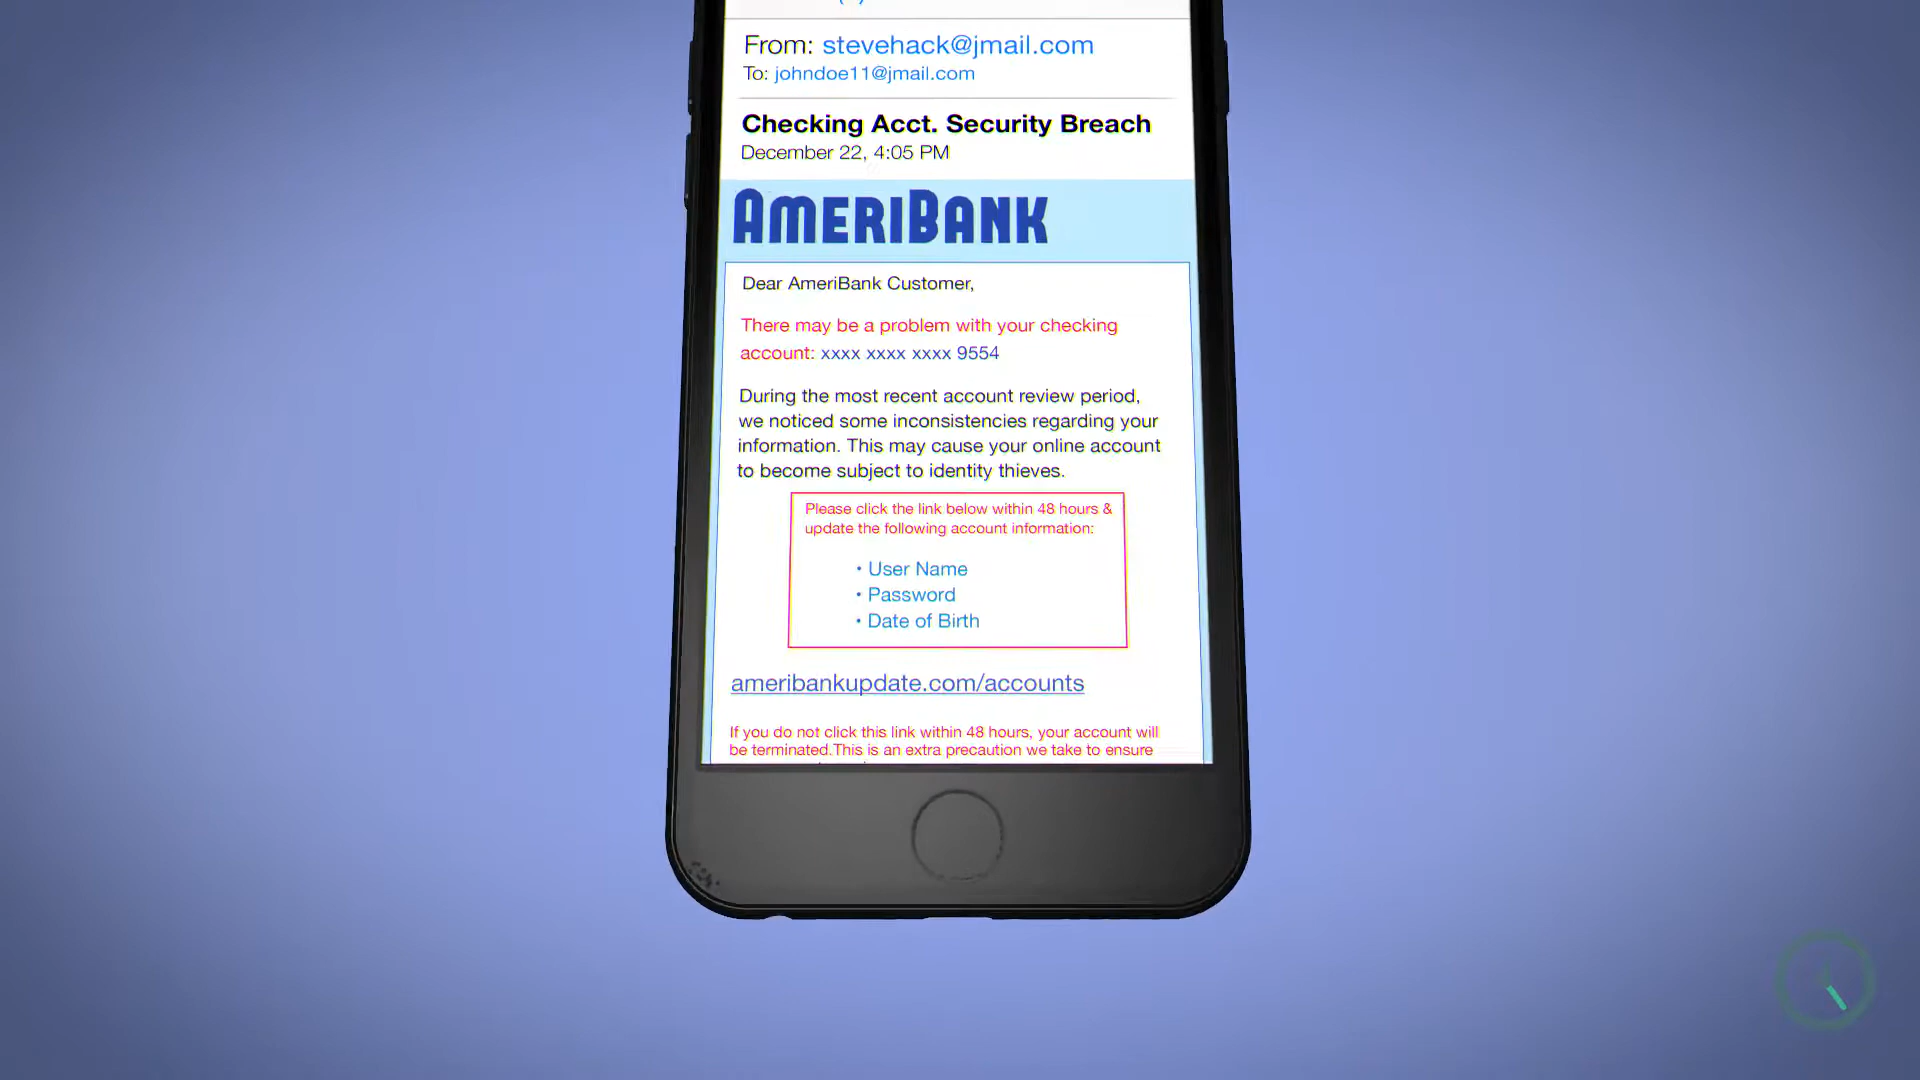 From: stevehack@jmail.com
To: johndoe11@jmail.com
Checking Acct. Security Breach
December 22, 4:05 PM
AMERIBANK
Dear AmeriBank Customer,
There may be a problem with your checking
account: xxxx xxxx xxxx 9554
During the most recent account review period,
we noticed some inconsistencies regarding your
information. This may cause your online account
to become subject to identity thieves.
Please click the link below within 48 hours &
update the following account information:
• User Name
• Password
• Date of Birth
ameribankupdate.com/accounts
If you do not click this link within 48 hours, your account will
be terminated.This is an extra precaution we take to ensure